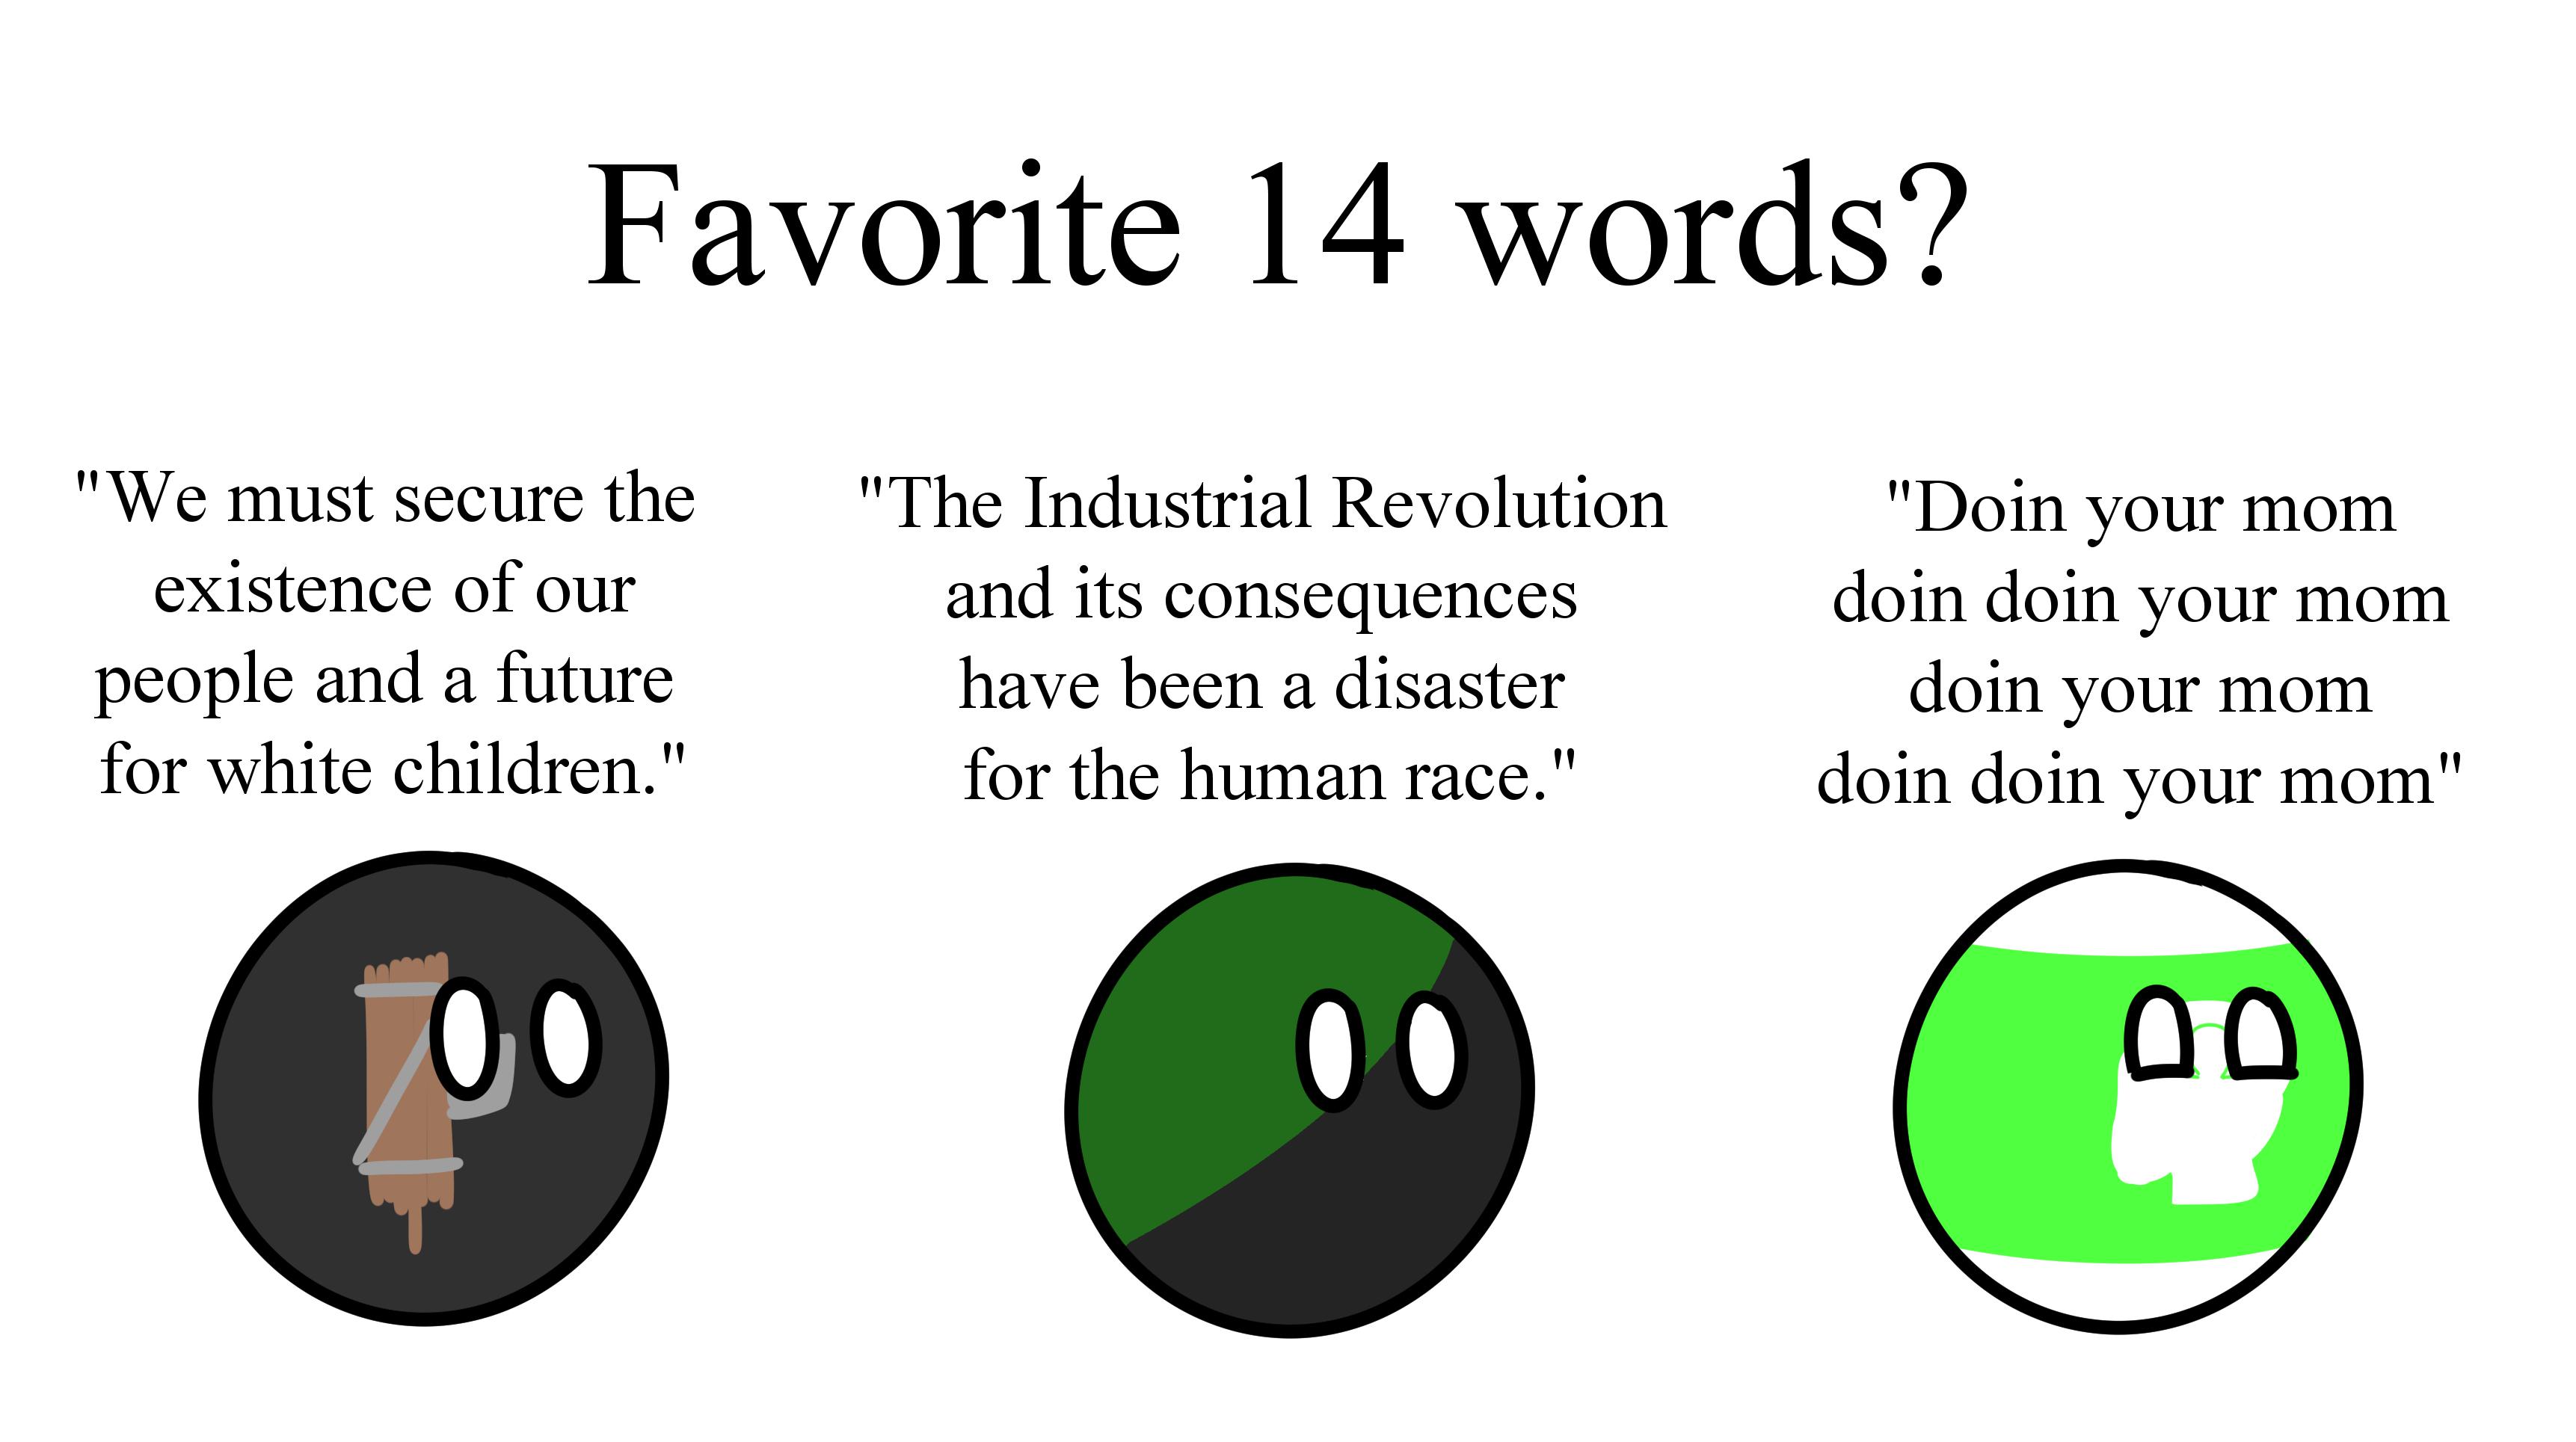 Favorite 14 words?
"We must secure the
existence of our
people and a future
for white children."
"The Industrial Revolution
and its consequences
have been a disaster
for the human race."
"Doin your mom
doin doin your mom
doin your mom
doin doin your mom"